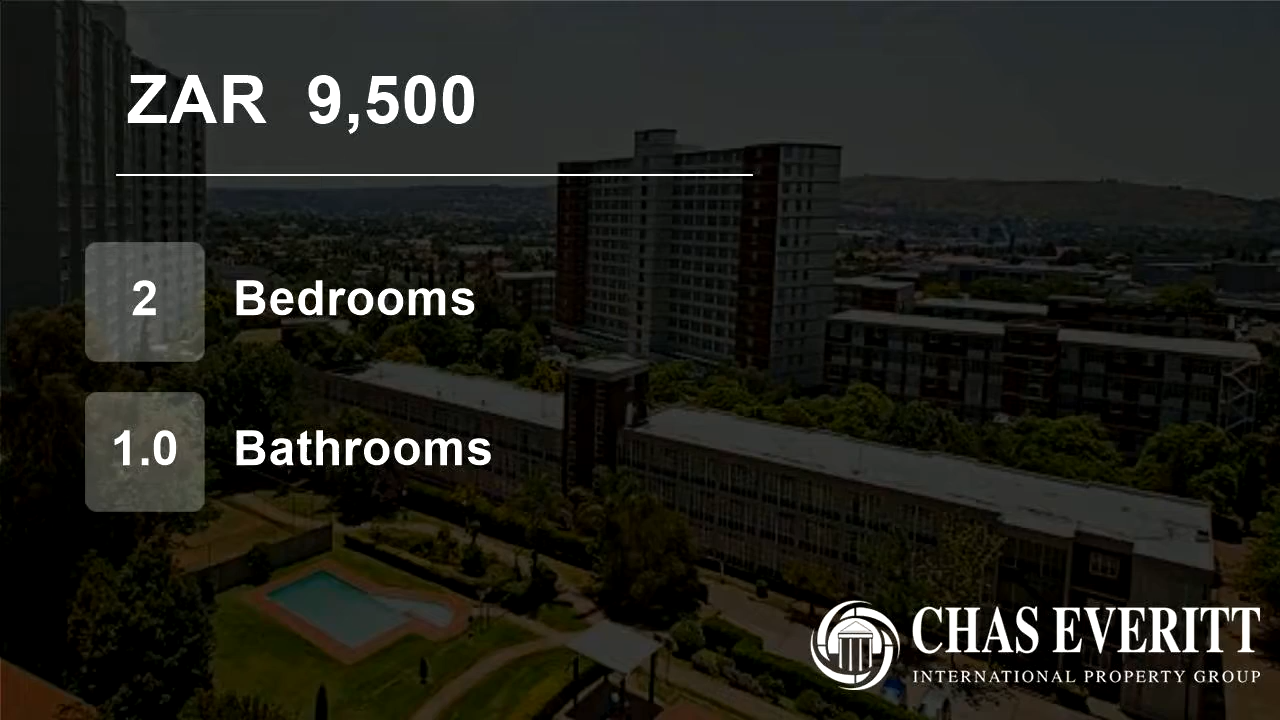 ZAR 9,500
2 Bedrooms
1.0 Bathrooms
CHAS EVERITT
INTERNATIONAL PROPERTY GROUP